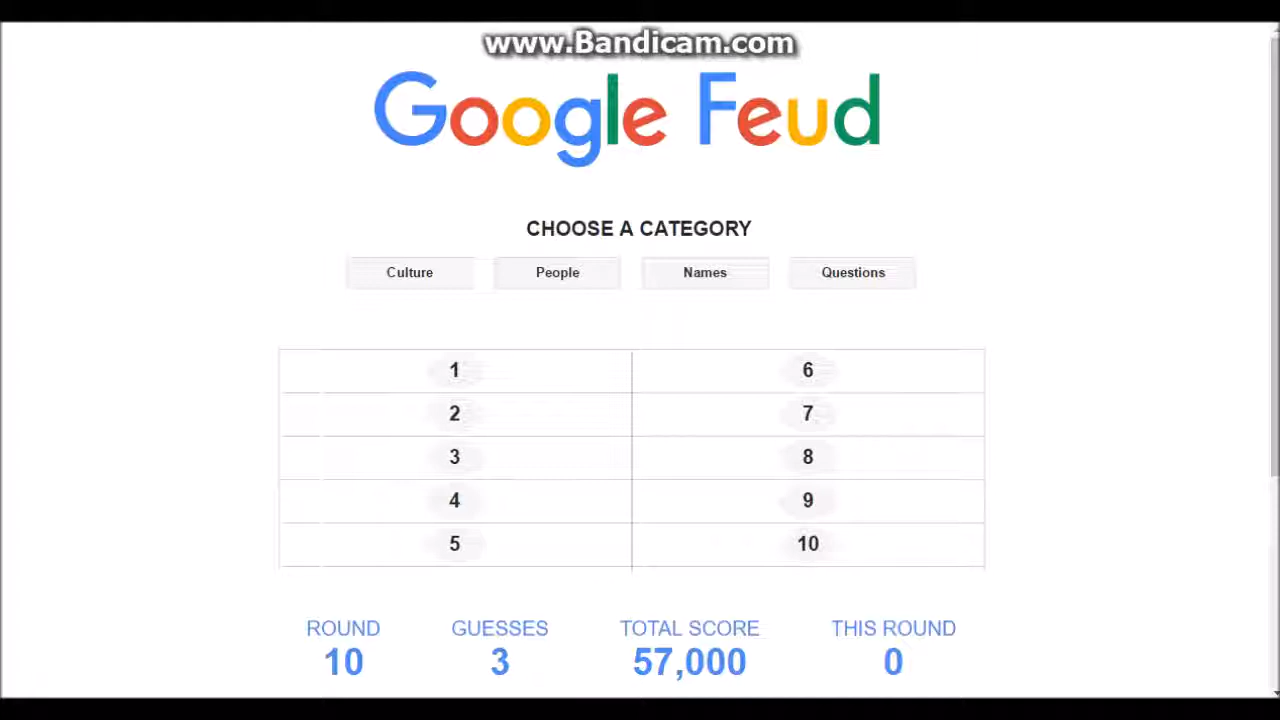 www.Bandicam.com
Google Feud
CHOOSE A CATEGORY
Culture People Names Questions
1 6
2 7
3 8
4 9
5 10
ROUND GUESSES TOTAL SCORE THIS ROUND
10 3 57,000 0